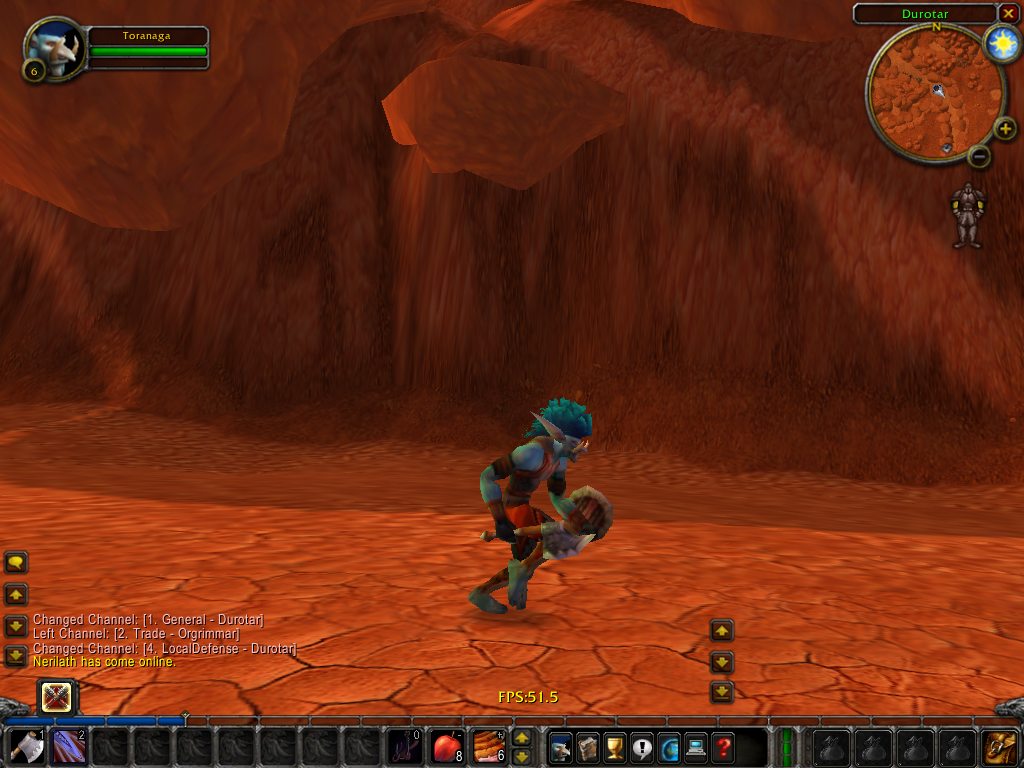 Toranaga
6
Durotar
N
Changed Channel: [1. General - Durotar]
Left Channel: [2. Trade - Orgrimmar]
Changed Channel: [4. LocalDefense - Durotar]
Nerilath has come online.
FPS:51.5
1 2 0 - =
8 6